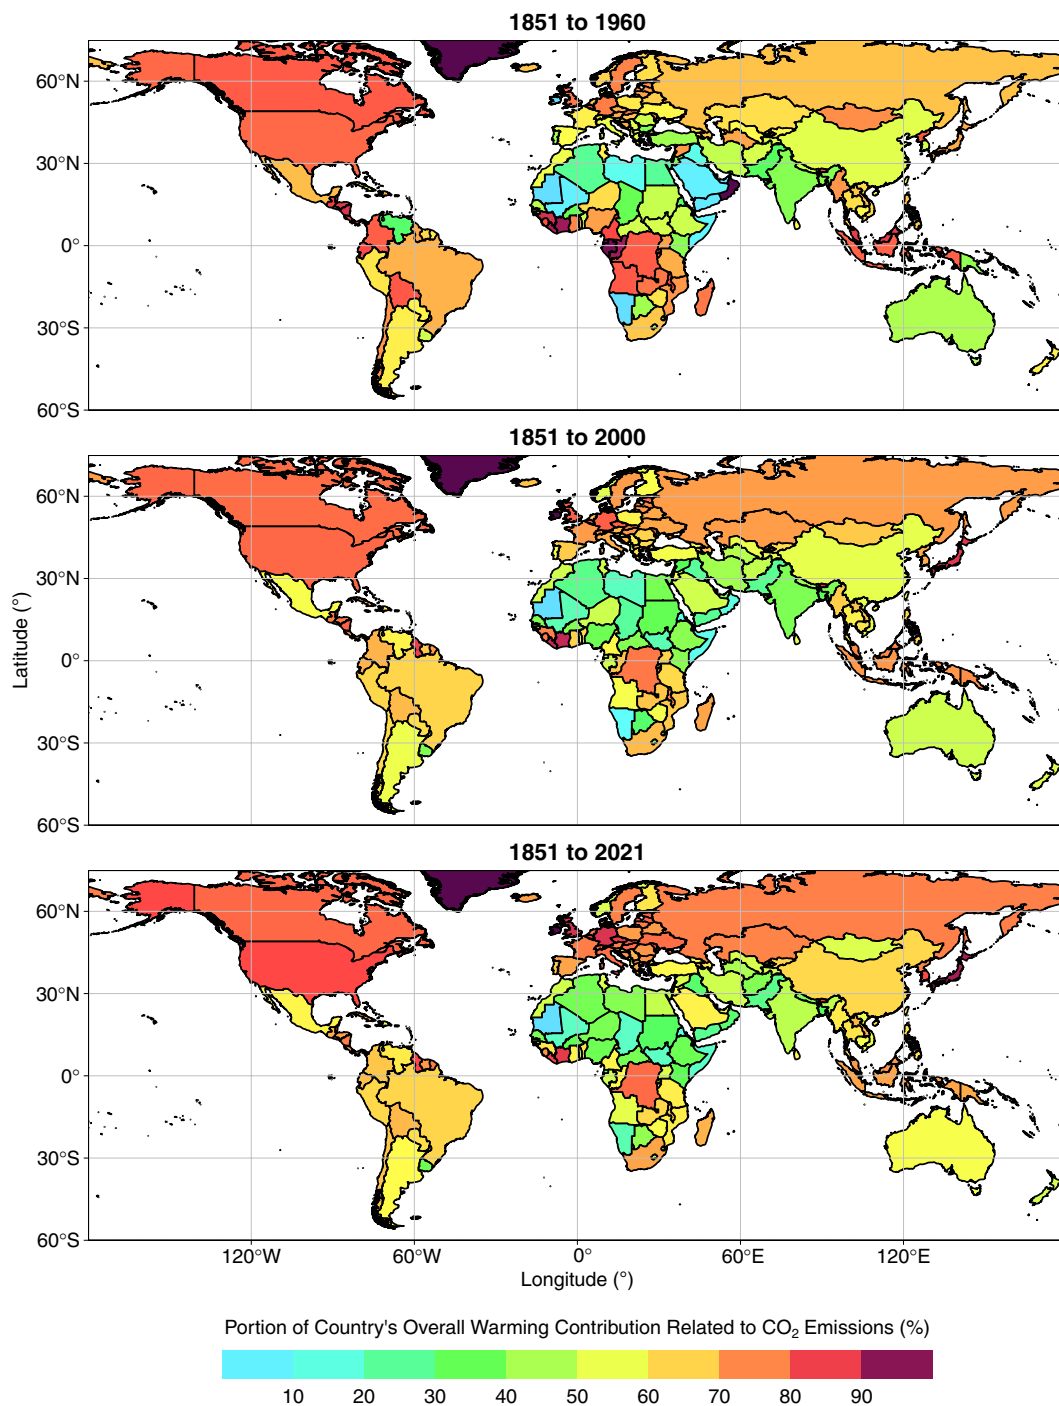 1851 to 1960
60°N
30°N
0°
30°S
60°S
1851 to 2000
60°N
30°N
0°
30°S
60°S
Latitude (°)
1851 to 2021
60°N
30°N
0°
30°S
60°S
120°W 60°W 0° 60°E 120°E
Longitude (°)
Portion of Country's Overall Warming Contribution Related to CO₂ Emissions (%)
10 20 30 40 50 60 70 80 90